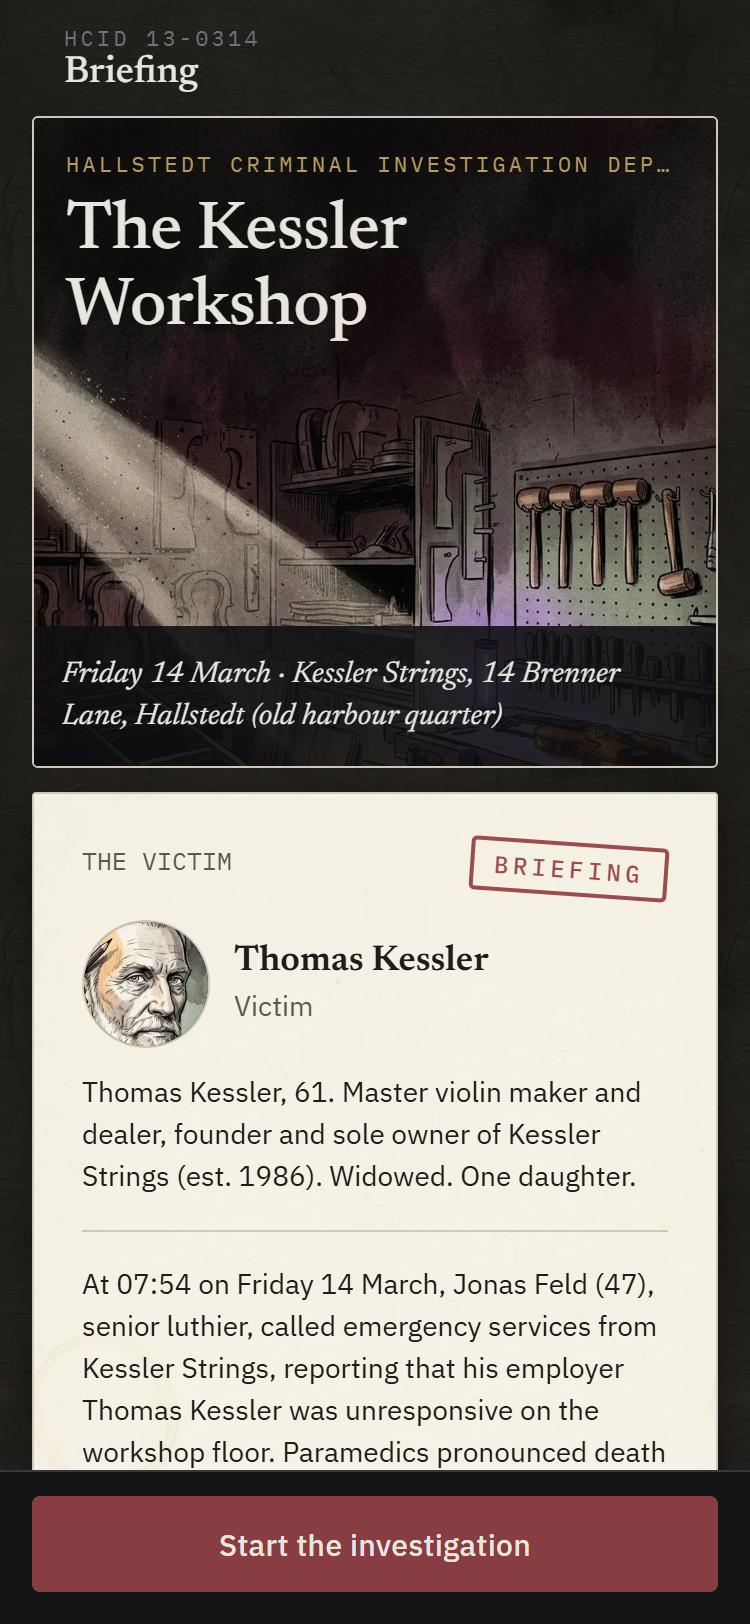 HCID 13-0314
Briefing
HALLSTEDT CRIMINAL INVESTIGATION DEP…
The Kessler
Workshop
Friday 14 March · Kessler Strings, 14 Brenner
Lane, Hallstedt (old harbour quarter)
THE VICTIM
BRIEFING
Thomas Kessler
Victim
Thomas Kessler, 61. Master violin maker and
dealer, founder and sole owner of Kessler
Strings (est. 1986). Widowed. One daughter.
At 07:54 on Friday 14 March, Jonas Feld (47),
senior luthier, called emergency services from
Kessler Strings, reporting that his employer
Thomas Kessler was unresponsive on the
workshop floor. Paramedics pronounced death
Start the investigation